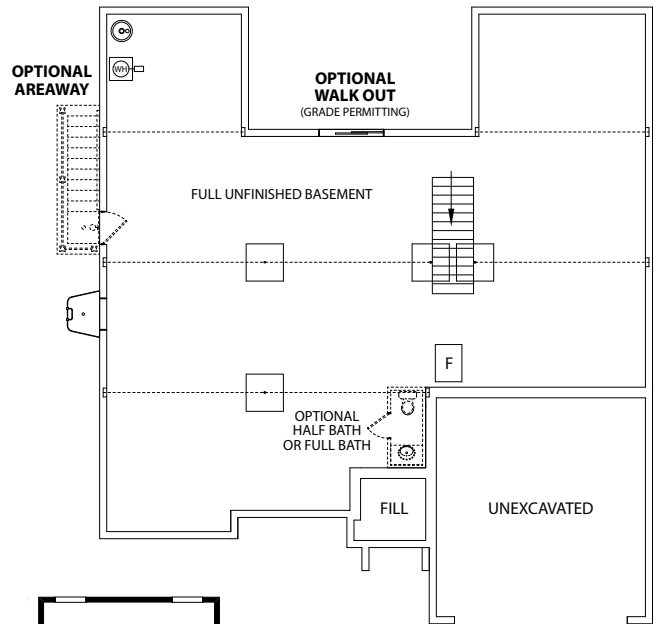 OPTIONAL
AREAWAY
WH
OPTIONAL
WALK OUT
(GRADE PERMITTING)
FULL UNFINISHED BASEMENT
F
OPTIONAL
HALF BATH
OR FULL BATH
FILL
UNEXCAVATED